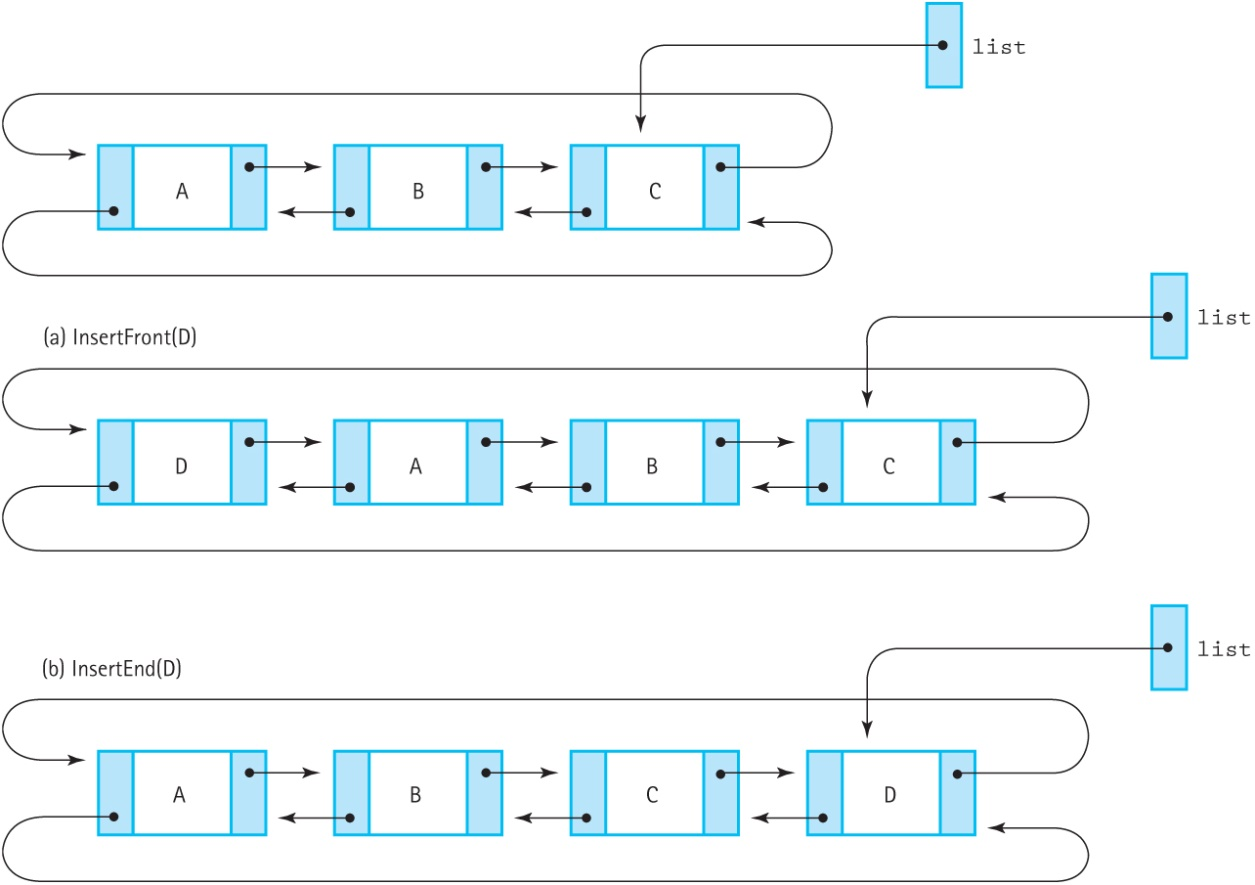 list
A B C
list
(a) InsertFront(D)
D A B C
list
(b) InsertEnd(D)
A B C D